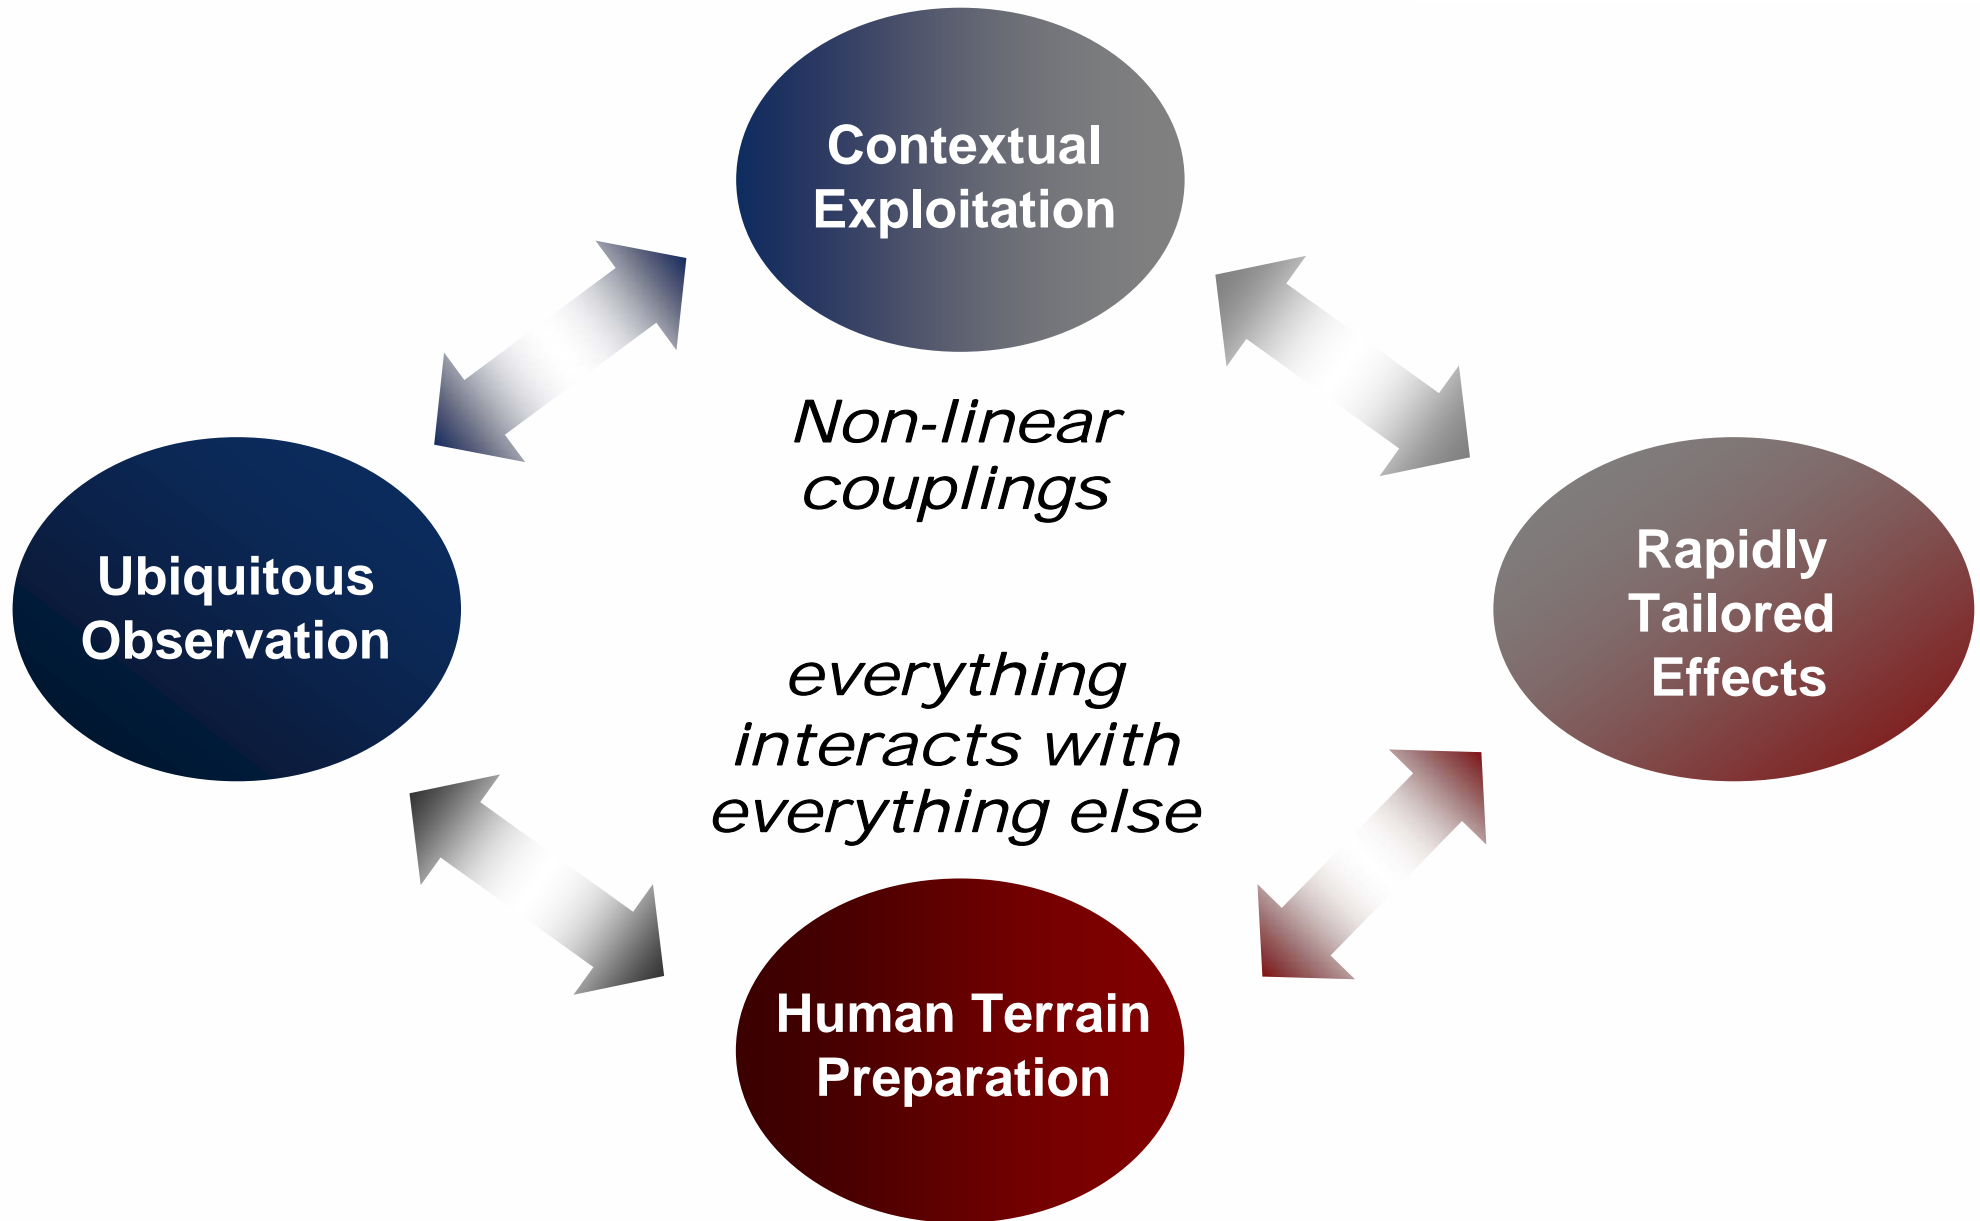 Contextual
Exploitation
Non-linear
couplings
Ubiquitous
Observation
Rapidly
Tailored
Effects
everything
interacts with
everything else
Human Terrain
Preparation